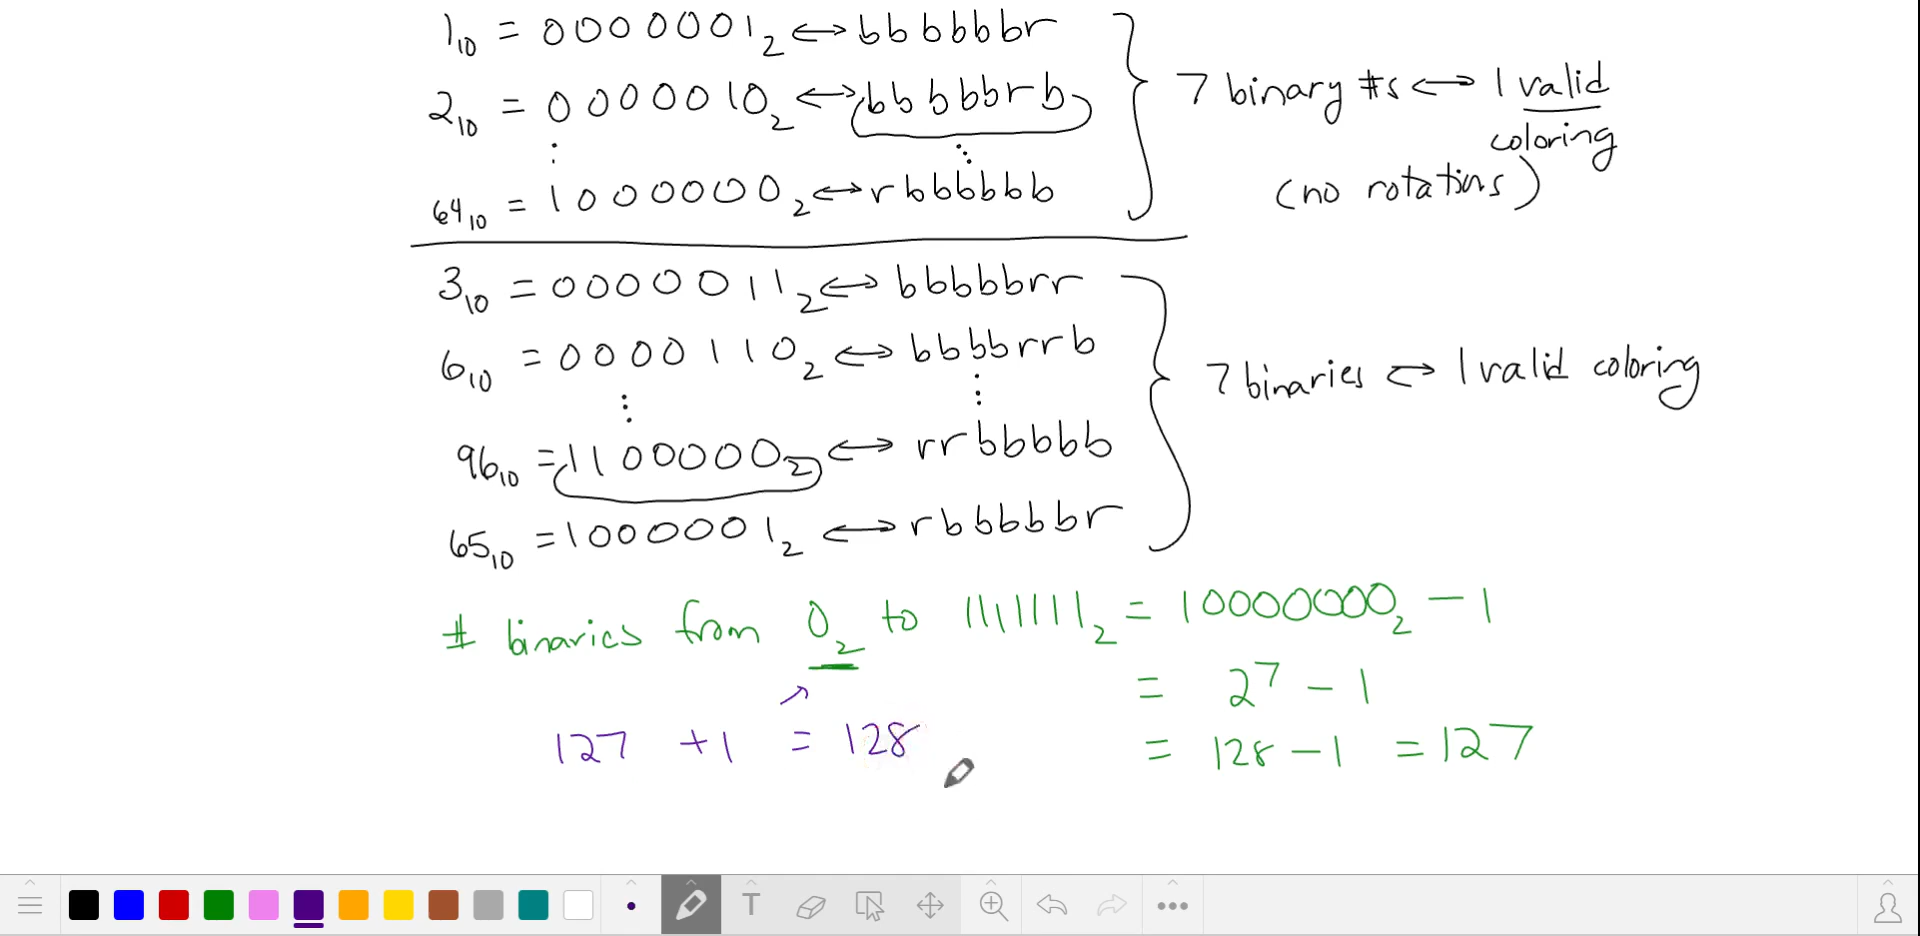 1₁₀ = 0000001₂ ↔ bbbbbbr
2₁₀ = 0000010₂ ↔ bbbbbrb
⋮ ⋱
64₁₀ = 1000000₂ ↔ rbbbbbb
7 binary #s ↔ 1 valid
coloring
(no rotations)
3₁₀ = 0000011₂ ↔ bbbbbrr
6₁₀ = 0000110₂ ↔ bbbbrrb
⋮ ⋮
96₁₀ = 1100000₂ ↔ rrbbbbb
65₁₀ = 1000001₂ ↔ rbbbbbr
7 binaries ↔ 1 valid coloring
# binaries from 0₂ to 1111111₂ = 10000000₂ − 1
= 2⁷ − 1
127 + 1 = 128
= 128 − 1 = 127
T